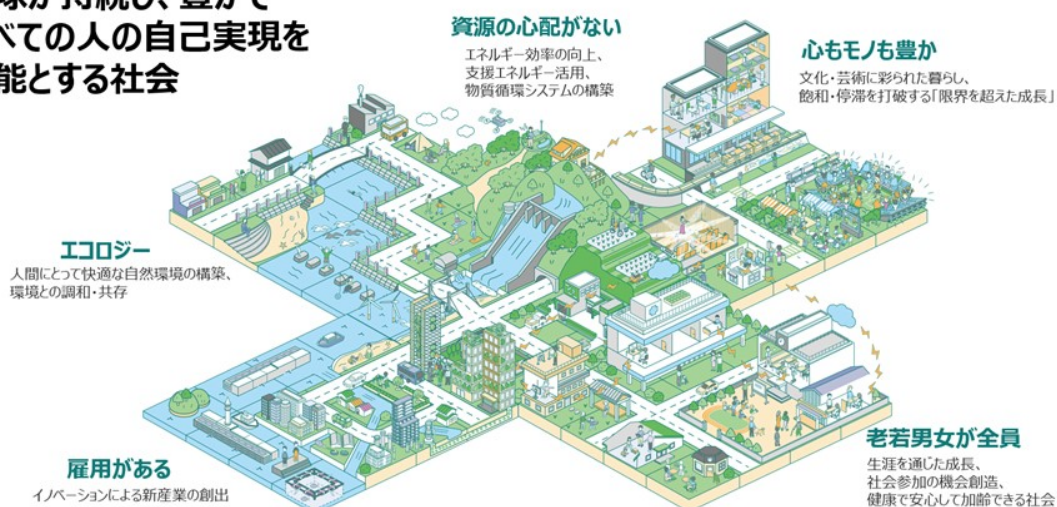 球が持続し、豊かで
べての人の自己実現を
能とする社会
資源の心配がない
エネルギー効率の向上、
支援エネルギー活用、
物質循環システムの構築
心もモノも豊か
文化・芸術に彩られた暮らし、
飽和・停滞を打破する「限界を超えた成長」
エコロジー
人間にとって快適な自然環境の構築、
環境との調和・共存
雇用がある
イノベーションによる新産業の創出
老若男女が全員
生涯を通じた成長、
社会参加の機会創造、
健康で安心して加齢できる社会